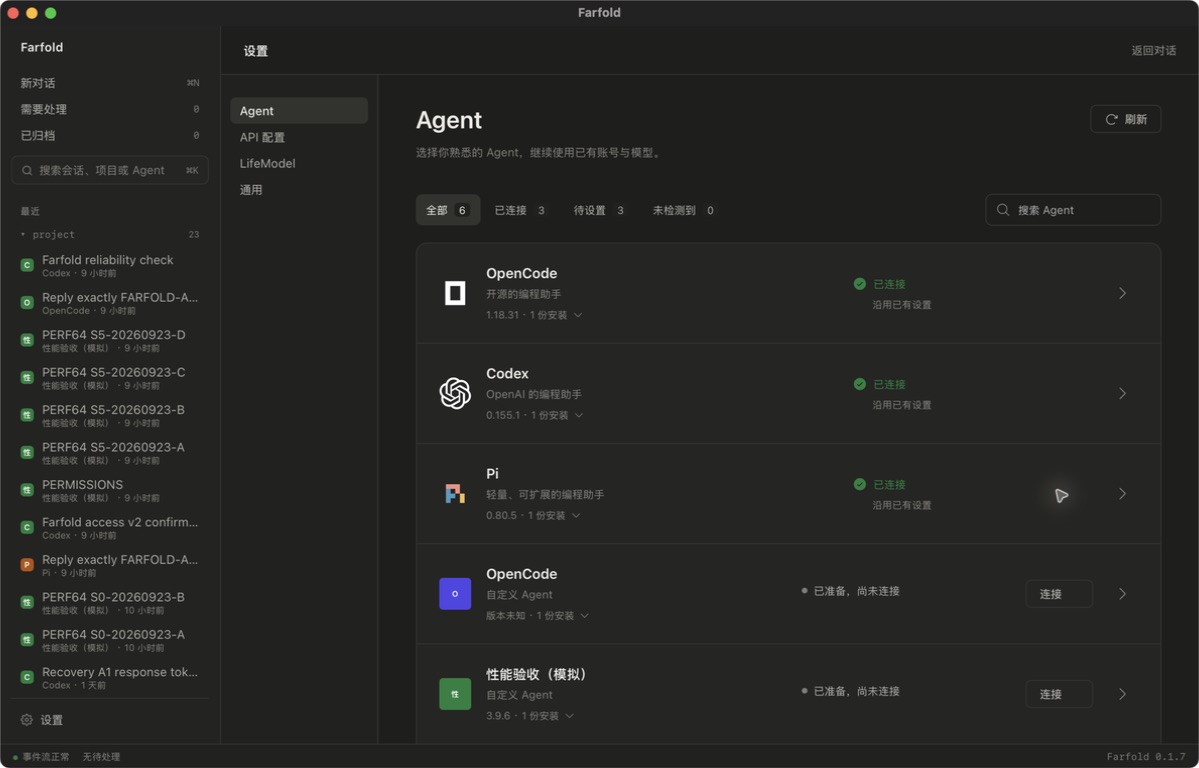 Farfold
Farfold
新对话 ⌘N
需要处理 0
已归档 0
搜索会话、项目或 Agent ⌘K
最近
• project 23
C Farfold reliability check
Codex · 9 小时前
O Reply exactly FARFOLD-A...
OpenCode · 9 小时前
性 PERF64 S5-20260923-D
性能验收（模拟） · 9 小时前
性 PERF64 S5-20260923-C
性能验收（模拟） · 9 小时前
性 PERF64 S5-20260923-B
性能验收（模拟） · 9 小时前
性 PERF64 S5-20260923-A
性能验收（模拟） · 9 小时前
性 PERMISSIONS
性能验收（模拟） · 9 小时前
C Farfold access v2 confirm...
Codex · 9 小时前
P Reply exactly FARFOLD-A...
Pi · 9 小时前
性 PERF64 S0-20260923-B
性能验收（模拟） · 10 小时前
性 PERF64 S0-20260923-A
性能验收（模拟） · 10 小时前
C Recovery A1 response tok...
Codex · 1 天前
设置
设置
返回对话
Agent
API 配置
LifeModel
通用
Agent
刷新
选择你熟悉的 Agent，继续使用已有账号与模型。
全部 6 已连接 3 待设置 3 未检测到 0
搜索 Agent
OpenCode
开源的编程助手
1.18.31 · 1 份安装
已连接
沿用已有设置
Codex
OpenAI 的编程助手
0.155.1 · 1 份安装
已连接
沿用已有设置
Pi
轻量、可扩展的编程助手
0.80.5 · 1 份安装
已连接
沿用已有设置
O
OpenCode
自定义 Agent
版本未知 · 1 份安装
已准备，尚未连接
连接
性
性能验收（模拟）
自定义 Agent
3.9.6 · 1 份安装
已准备，尚未连接
连接
事件流正常 无待处理
Farfold 0.1.7